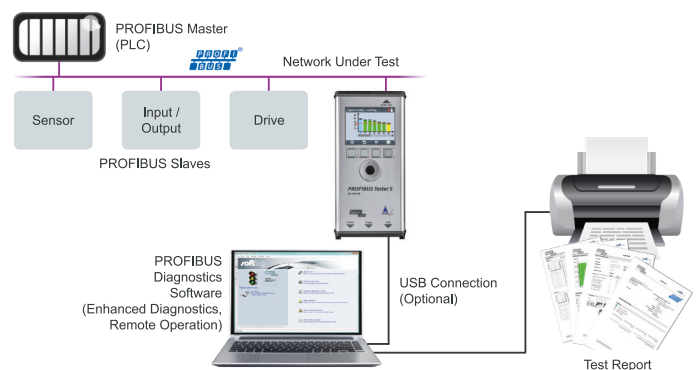 PROFIBUS Master
(PLC)
PROFI
BUS
®
Network Under Test
Sensor
Input /
Output
Drive
PROFIBUS Slaves
PROFIBUS Tester 5
PROFIBUS
Diagnostics
Software
(Enhanced Diagnostics,
Remote Operation)
USB Connection
(Optional)
Test Report